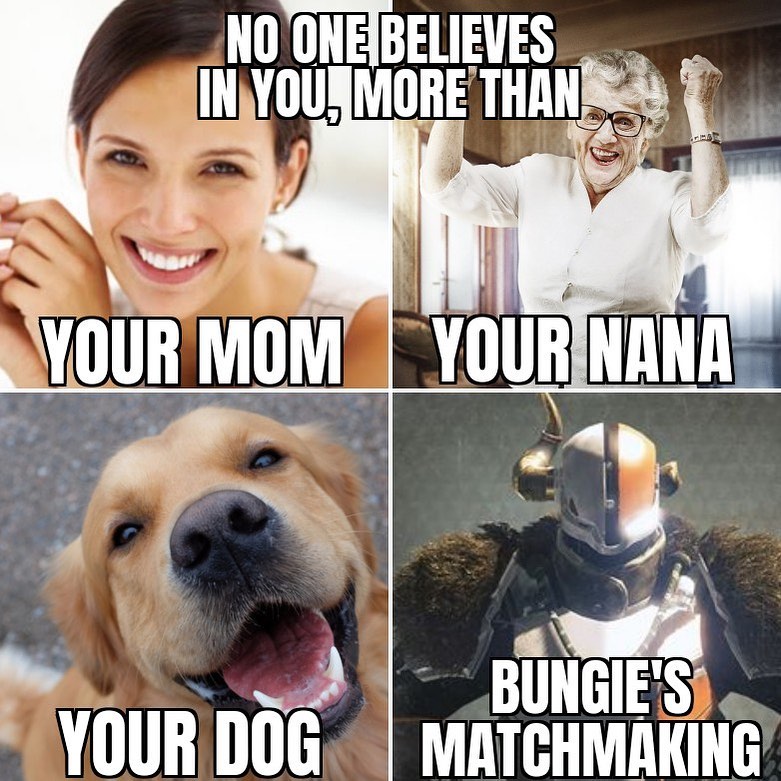 NO ONE BELIEVES
IN YOU, MORE THAN
YOUR MOM
YOUR NANA
YOUR DOG
BUNGIE'S
MATCHMAKING